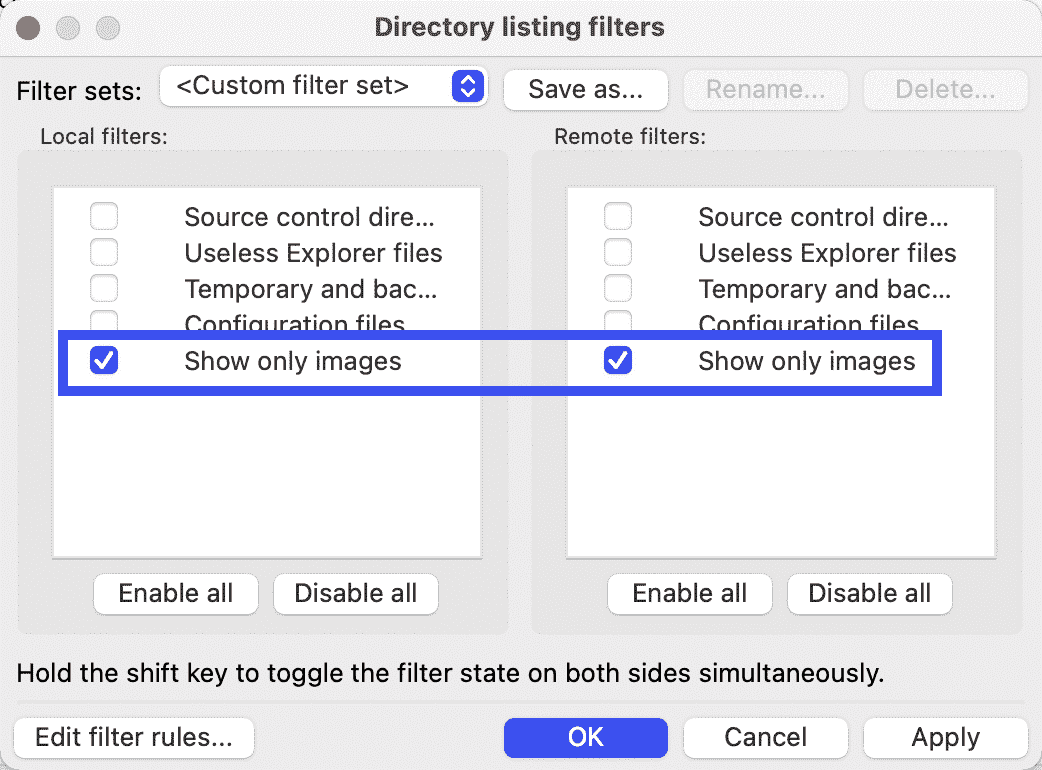 Directory listing filters
Filter sets: <Custom filter set> Save as... Rename... Delete...
Local filters:
Source control dire...
Useless Explorer files
Temporary and bac...
Configuration files
Show only images
Enable all Disable all
Remote filters:
Source control dire...
Useless Explorer files
Temporary and bac...
Configuration files
Show only images
Enable all Disable all
Hold the shift key to toggle the filter state on both sides simultaneously.
Edit filter rules... OK Cancel Apply